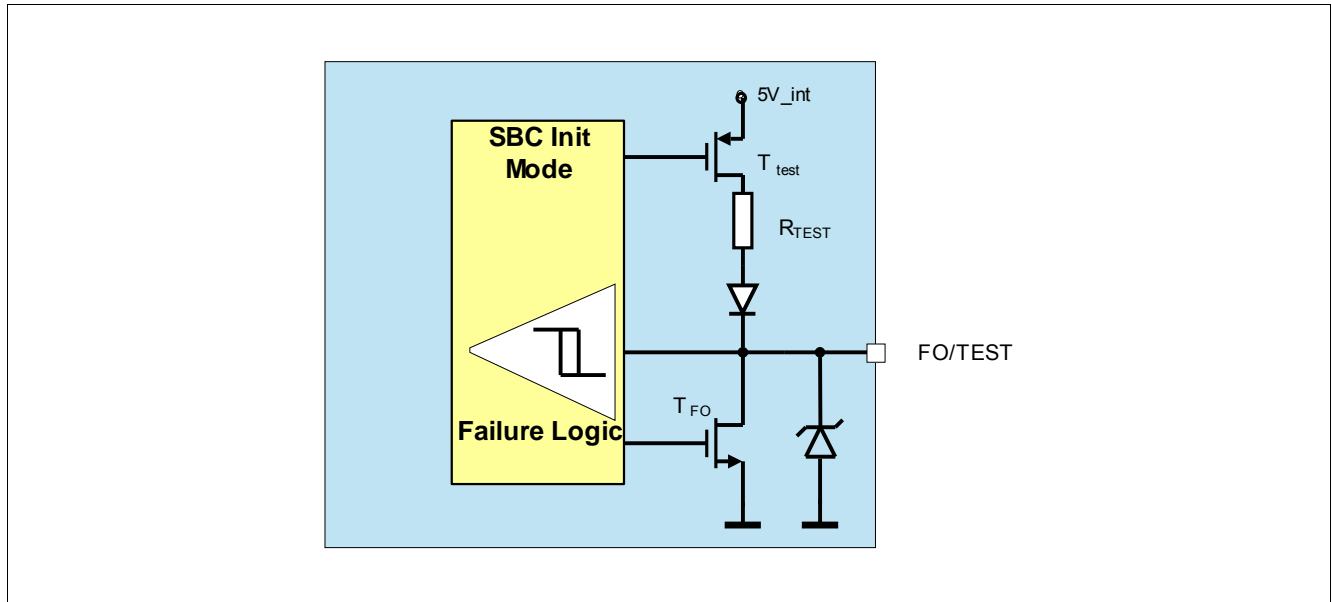 5V_int
SBC Init
Mode
T test
RTEST
FO/TEST
T FO
Failure Logic